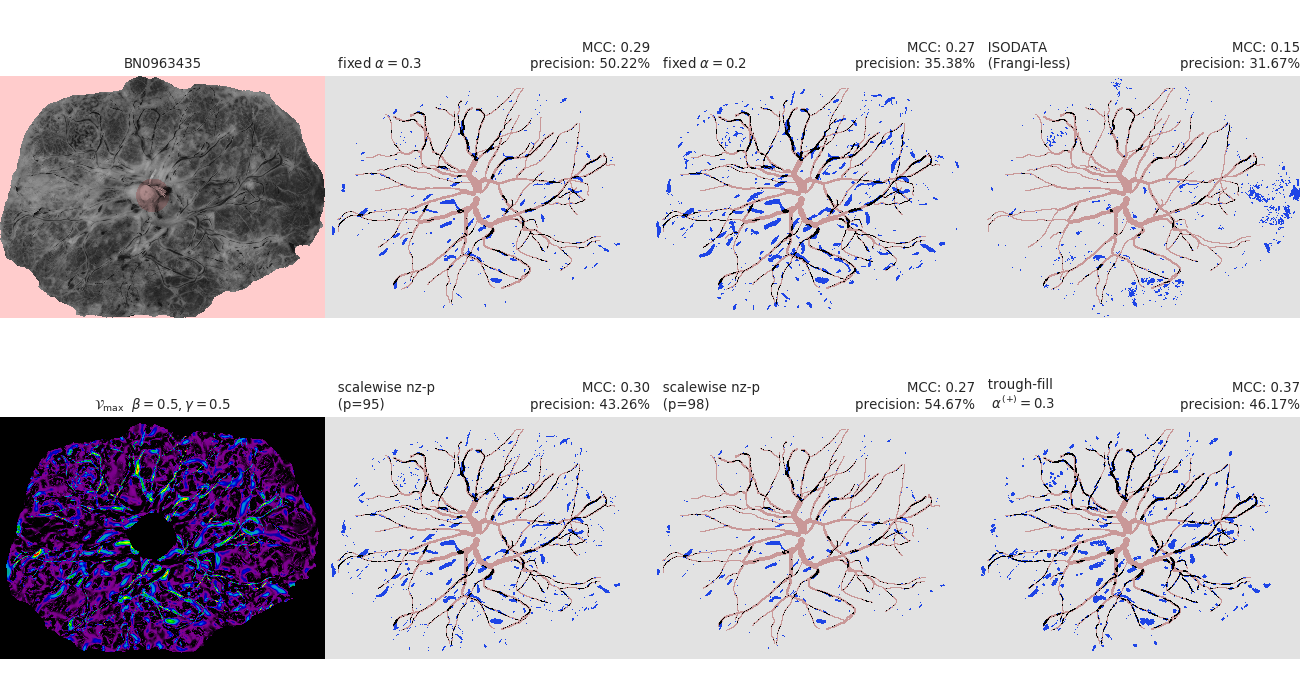 BN0963435
fixed α = 0.3
MCC: 0.29
precision: 50.22%
fixed α = 0.2
MCC: 0.27
precision: 35.38%
ISODATA
(Frangi-less)
MCC: 0.15
precision: 31.67%
𝒱max β = 0.5, γ = 0.5
scalewise nz-p
(p=95)
MCC: 0.30
precision: 43.26%
scalewise nz-p
(p=98)
MCC: 0.27
precision: 54.67%
trough-fill
α⁽⁺⁾ = 0.3
MCC: 0.37
precision: 46.17%